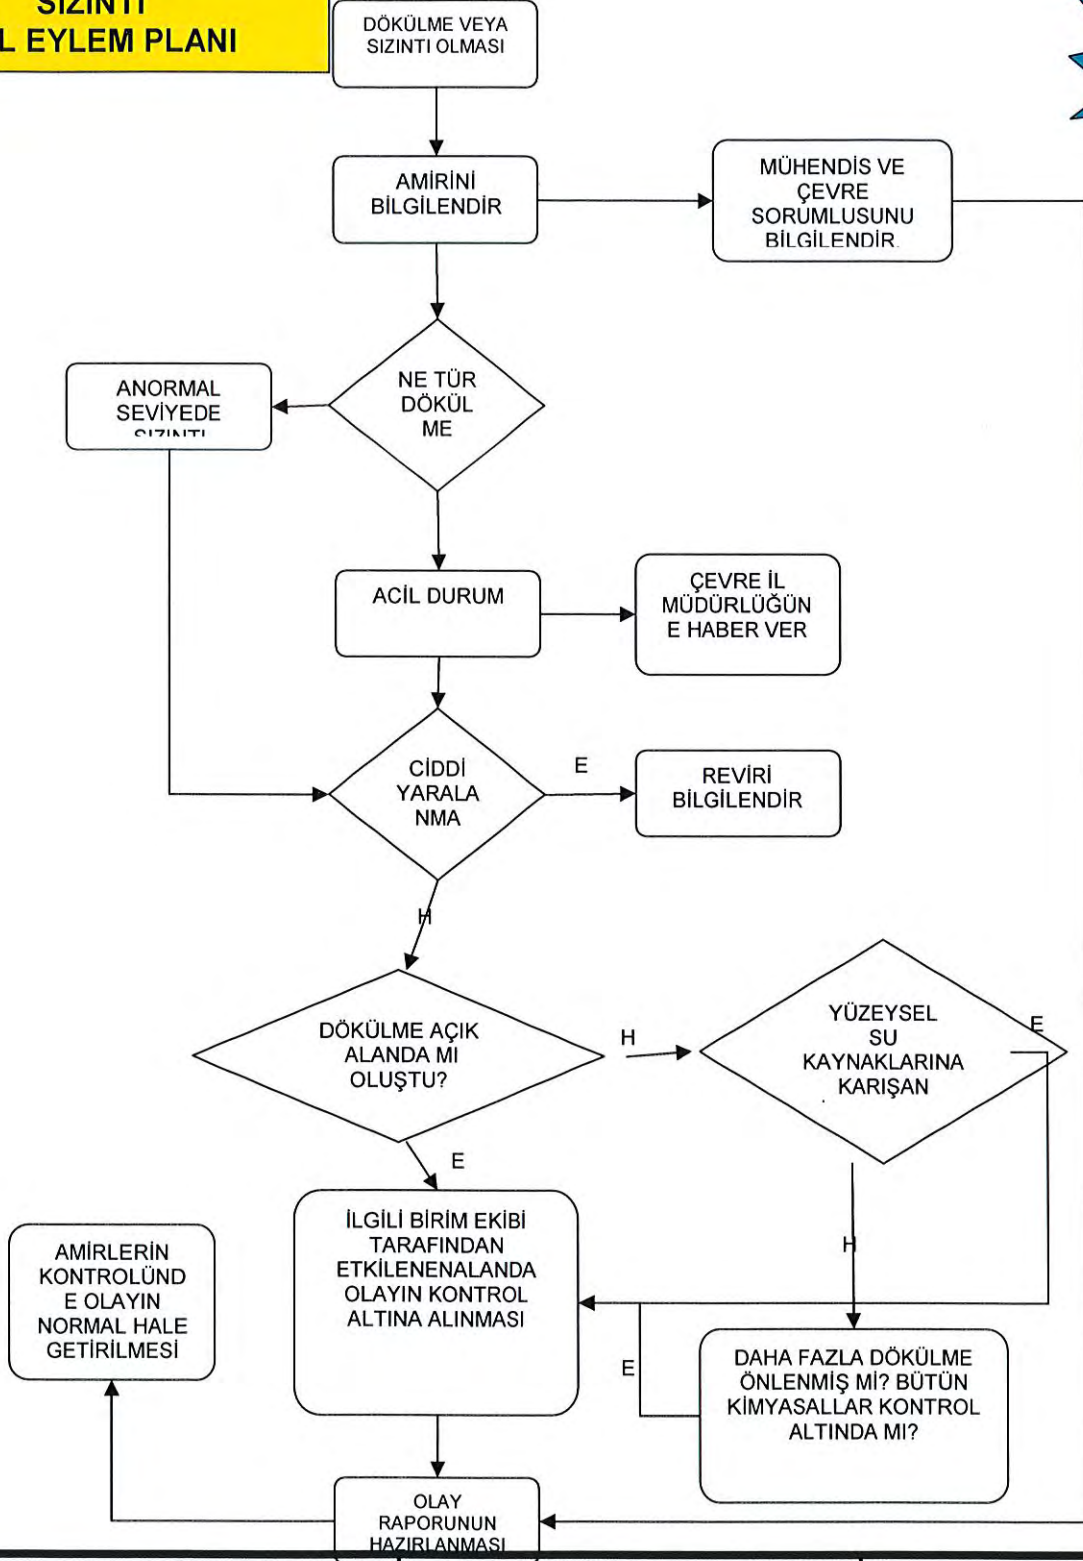 SIZINTI
L EYLEM PLANI
DÖKÜLME VEYA
SIZINTI OLMASI
AMİRİNİ
BİLGİLENDİR
MÜHENDİS VE
ÇEVRE
SORUMLUSUNU
BİLGİLENDİR.
NE TÜR
DÖKÜL
ME
ANORMAL
SEVİYEDE
SIZINTI
ACİL DURUM
ÇEVRE İL
MÜDÜRLÜĞÜN
E HABER VER
CİDDİ
YARALA
NMA
E
REVİRİ
BİLGİLENDİR
H
DÖKÜLME AÇIK
ALANDA MI
OLUŞTU?
H
YÜZEYSEL
SU
KAYNAKLARINA
KARIŞAN
E
E
İLGİLİ BİRİM EKİBİ
TARAFINDAN
ETKİLENENALANDA
OLAYIN KONTROL
ALTINA ALINMASI
H
AMİRLERİN
KONTROLÜND
E OLAYIN
NORMAL HALE
GETİRİLMESİ
E
DAHA FAZLA DÖKÜLME
ÖNLENMİŞ Mİ? BÜTÜN
KİMYASALLAR KONTROL
ALTINDA MI?
OLAY
RAPORUNUN
HAZIRLANMASI